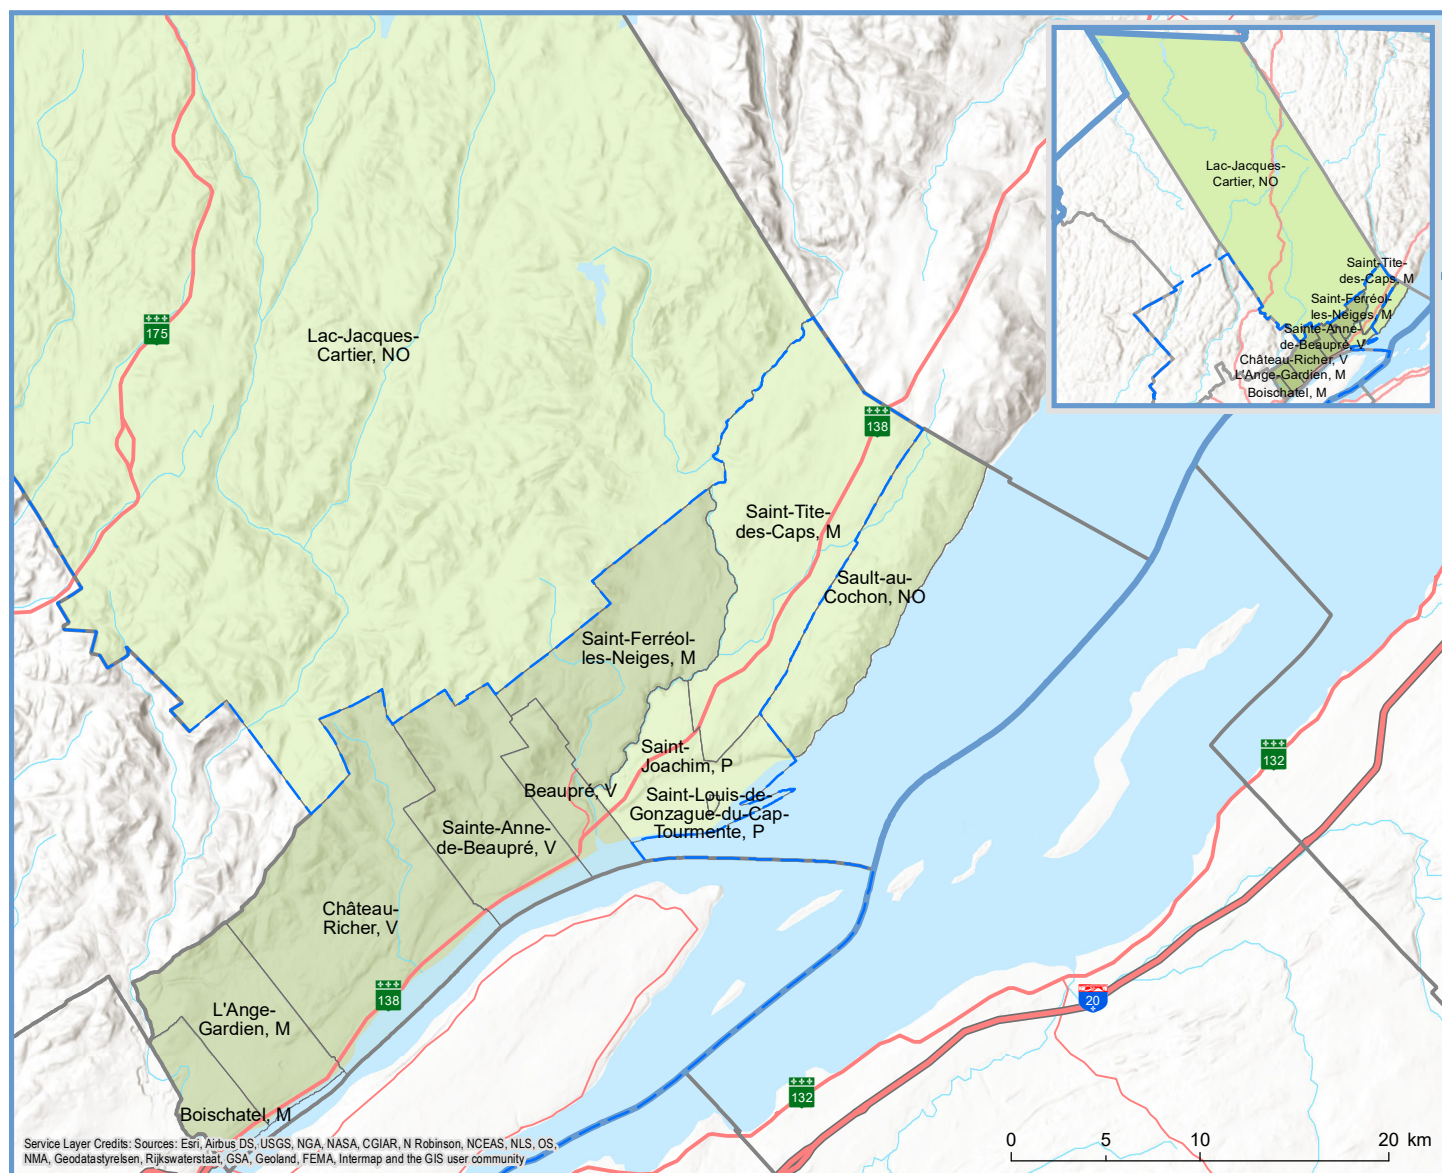 175
Lac-Jacques-
Cartier, NO
138
Saint-Tite-
des-Caps, M
Sault-au-
Cochon, NO
Saint-Ferréol-
les-Neiges, M
Saint-
Joachim, P
Beaupré, V
Saint-Louis-de-
Gonzague-du-Cap-
Tourmente, P
Sainte-Anne-
de-Beaupré, V
Château-
Richer, V
138
L'Ange-
Gardien, M
Boischatel, M
132
20
132
Lac-Jacques-
Cartier, NO
Saint-Tite-
des-Caps, M
Saint-Ferréol-
les-Neiges, M
Sainte-Anne-
de-Beaupré, V
Château-Richer, V
L'Ange-Gardien, M
Boischatel, M
0 5 10 20 km
Service Layer Credits: Sources: Esri, Airbus DS, USGS, NGA, NASA, CGIAR, N Robinson, NCEAS, NLS, OS,
NMA, Geodatastyrelsen, Rijkswaterstaat, GSA, Geoland, FEMA, Intermap and the GIS user community